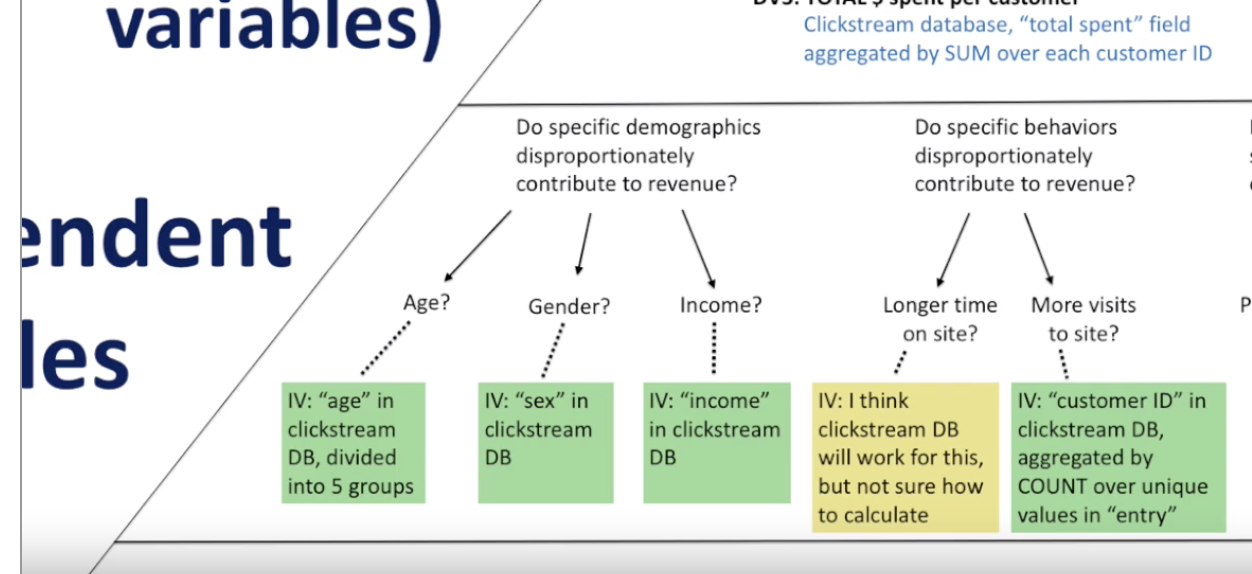 variables)
endent
les
DV3: TOTAL $ spent per customer
Clickstream database, “total spent” field
aggregated by SUM over each customer ID
Do specific demographics
disproportionately
contribute to revenue?
Do specific behaviors
disproportionately
contribute to revenue?
Age?
Gender?
Income?
Longer time
on site?
More visits
to site?
P
IV: “age” in
clickstream
DB, divided
into 5 groups
IV: “sex” in
clickstream
DB
IV: “income”
in clickstream
DB
IV: I think
clickstream DB
will work for this,
but not sure how
to calculate
IV: “customer ID” in
clickstream DB,
aggregated by
COUNT over unique
values in “entry”